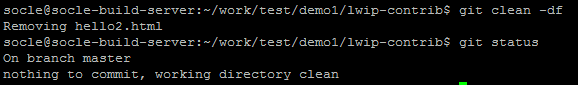 socle@socle-build-server:~/work/test/demo1/lwip-contrib$ git clean -df
Removing hello2.html
socle@socle-build-server:~/work/test/demo1/lwip-contrib$ git status
On branch master
nothing to commit, working directory clean